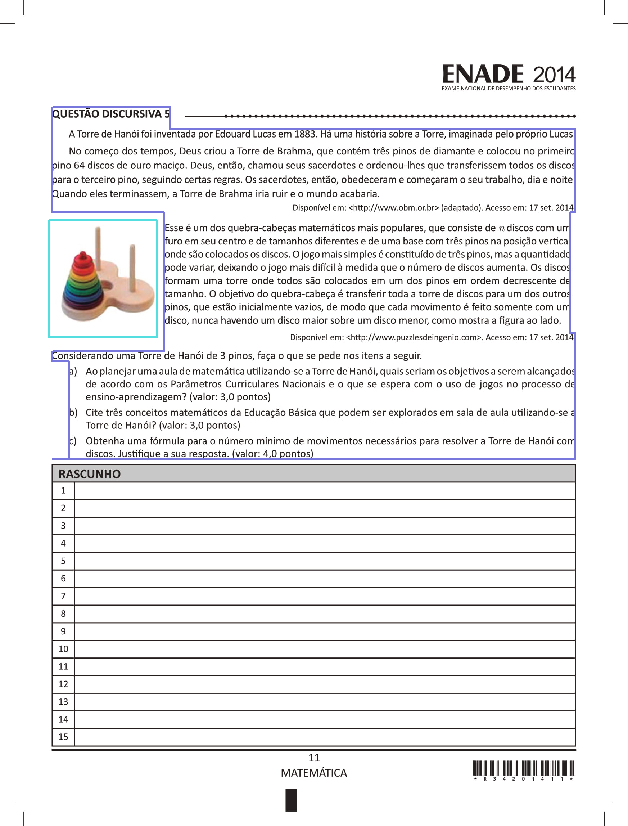 ENADE 2014
EXAME NACIONAL DE DESEMPENHO DOS ESTUDANTES
QUESTÃO DISCURSIVA 5
A Torre de Hanói foi inventada por Edouard Lucas em 1883. Há uma história sobre a Torre, imaginada pelo próprio Lucas
No começo dos tempos, Deus criou a Torre de Brahma, que contém três pinos de diamante e colocou no primeiro
pino 64 discos de ouro maciço. Deus, então, chamou seus sacerdotes e ordenou-lhes que transferissem todos os discos
para o terceiro pino, seguindo certas regras. Os sacerdotes, então, obedeceram e começaram o seu trabalho, dia e noite
Quando eles terminassem, a Torre de Brahma iria ruir e o mundo acabaria.
Disponível em: <http://www.obm.or.br> (adaptado). Acesso em: 17 set. 2014
Esse é um dos quebra-cabeças matemáticos mais populares, que consiste de n discos com um
furo em seu centro e de tamanhos diferentes e de uma base com três pinos na posição vertical
onde são colocados os discos. O jogo mais simples é constituído de três pinos, mas a quantidade
pode variar, deixando o jogo mais difícil à medida que o número de discos aumenta. Os discos
formam uma torre onde todos são colocados em um dos pinos em ordem decrescente de
tamanho. O objetivo do quebra-cabeça é transferir toda a torre de discos para um dos outros
pinos, que estão inicialmente vazios, de modo que cada movimento é feito somente com um
disco, nunca havendo um disco maior sobre um disco menor, como mostra a figura ao lado.
Disponível em: <http://www.puzzlesdeingenio.com>. Acesso em: 17 set. 2014
Considerando uma Torre de Hanói de 3 pinos, faça o que se pede nos itens a seguir.
a) Ao planejar uma aula de matemática utilizando-se a Torre de Hanói, quais seriam os objetivos a serem alcançados
de acordo com os Parâmetros Curriculares Nacionais e o que se espera com o uso de jogos no processo de
ensino-aprendizagem? (valor: 3,0 pontos)
b) Cite três conceitos matemáticos da Educação Básica que podem ser explorados em sala de aula utilizando-se a
Torre de Hanói? (valor: 3,0 pontos)
c) Obtenha uma fórmula para o número mínimo de movimentos necessários para resolver a Torre de Hanói com
discos. Justifique a sua resposta. (valor: 4,0 pontos)
RASCUNHO
1
2
3
4
5
6
7
8
9
10
11
12
13
14
15
11
MATEMÁTICA